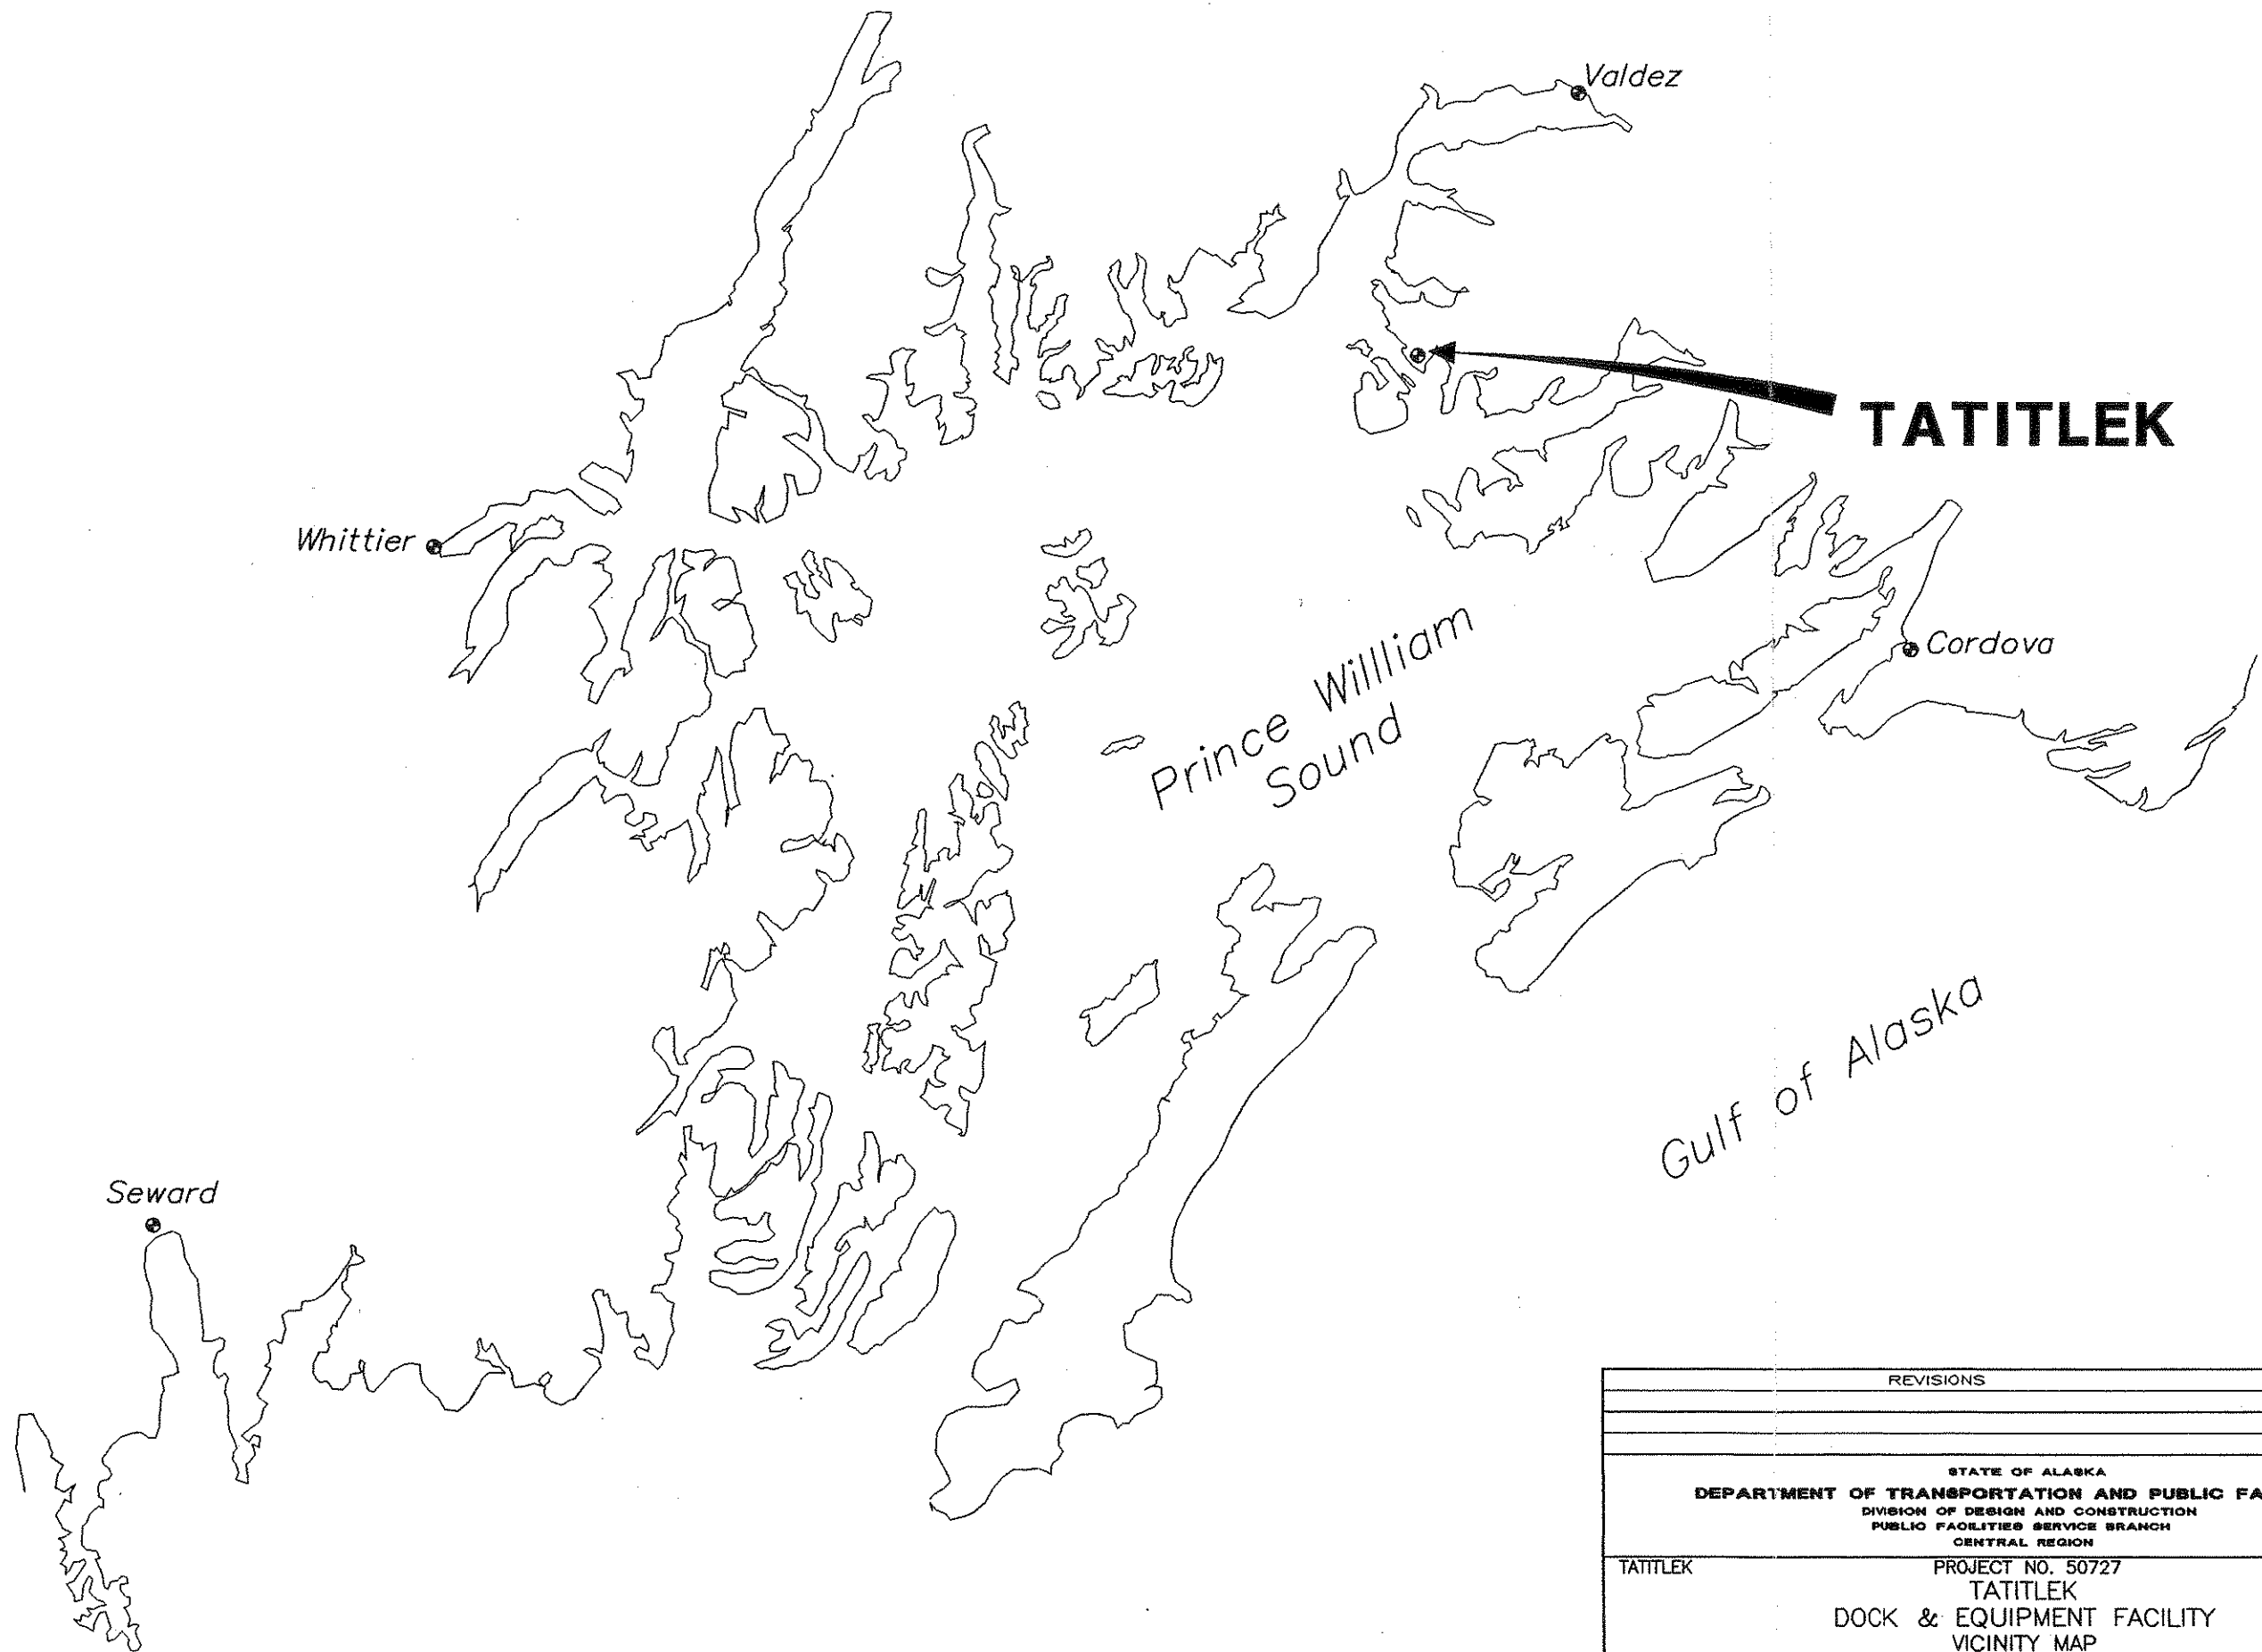 Valdez
TATITLEK
Whittier
Cordova
Prince Willliam
Sound
Gulf of Alaska
Seward
REVISIONS
STATE OF ALASKA
DEPARTMENT OF TRANSPORTATION AND PUBLIC FA
DIVISION OF DESIGN AND CONSTRUCTION
PUBLIC FACILITIES SERVICE BRANCH
CENTRAL REGION
TATITLEK PROJECT NO. 50727
TATITLEK
DOCK & EQUIPMENT FACILITY
VICINITY MAP